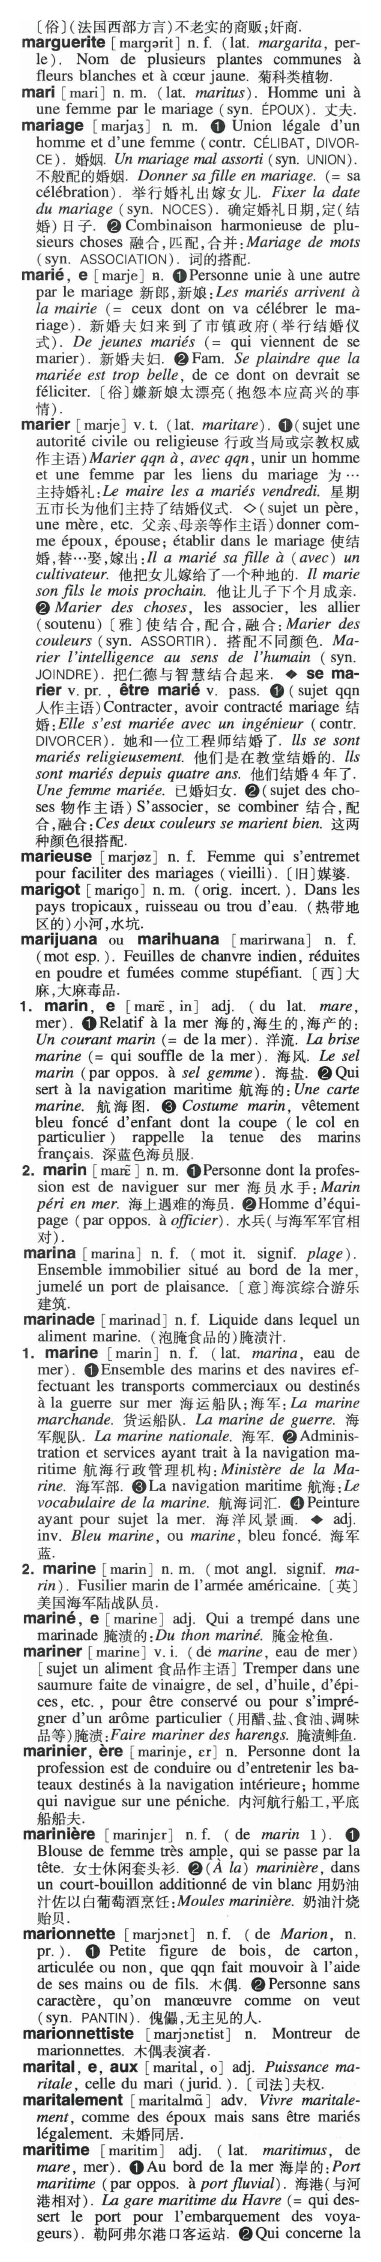 〔俗〕(法国西部方言)不老实的商贩;奸商.
marguerite [margərit] n. f. (lat. margarita, per-
le). Nom de plusieurs plantes communes à
fleurs blanches et à cœur jaune. 菊科类植物.
mari [mari] n. m. (lat. maritus). Homme uni à
une femme par le mariage (syn. ÉPOUX). 丈夫.
mariage [marjaʒ] n. m. ❶ Union légale d'un
homme et d'une femme (contr. CÉLIBAT, DIVOR-
CE). 婚姻. Un mariage mal assorti (syn. UNION).
不般配的婚姻. Donner sa fille en mariage. (= sa
célébration). 举行婚礼出嫁女儿. Fixer la date
du mariage (syn. NOCES). 确定婚礼日期,定(结
婚)日子. ❷ Combinaison harmonieuse de plu-
sieurs choses 融合,匹配,合并:Mariage de mots
(syn. ASSOCIATION). 词的搭配.
marié, e [marje] n. ❶ Personne unie à une autre
par le mariage 新郎,新娘:Les mariés arrivent à
la mairie (= ceux dont on va célébrer le ma-
riage). 新婚夫妇来到了市镇政府(举行结婚仪
式). De jeunes mariés (= qui viennent de se
marier). 新婚夫妇. ❷ Fam. Se plaindre que la
mariée est trop belle, de ce dont on devrait se
féliciter. 〔俗〕嫌新娘太漂亮(抱怨本应高兴的事
情).
marier [marje] v. t. (lat. maritare). ❶ (sujet une
autorité civile ou religieuse 行政当局或宗教权威
作主语) Marier qqn à, avec qqn, unir un homme
et une femme par les liens du mariage 为…
主持婚礼:Le maire les a mariés vendredi. 星期
五市长为他们主持了结婚仪式. ◇ (sujet un père,
une mère, etc. 父亲、母亲等作主语) donner com-
me époux, épouse; établir dans le mariage 使结
婚,替…娶,嫁出:Il a marié sa fille à (avec) un
cultivateur. 他把女儿嫁给了一个种地的. Il marie
son fils le mois prochain. 他让儿子下个月成亲.
❷ Marier des choses, les associer, les allier
(soutenu)〔雅〕使结合,配合,融合:Marier des
couleurs (syn. ASSORTIR). 搭配不同颜色. Ma-
rier l'intelligence au sens de l'humain (syn.
JOINDRE). 把仁德与智慧结合起来. ◆ se ma-
rier v. pr. , être marié v. pass. ❶ (sujet qqn
人作主语) Contracter, avoir contracté mariage 结
婚:Elle s'est mariée avec un ingénieur (contr.
DIVORCER). 她和一位工程师结婚了. Ils se sont
mariés religieusement. 他们是在教堂结婚的. Ils
sont mariés depuis quatre ans. 他们结婚4年了.
Une femme mariée. 已婚妇女. ❷ (sujet des cho-
ses 物作主语) S'associer, se combiner 结合,配
合,融合:Ces deux couleurs se marient bien. 这两
种颜色很搭配.
marieuse [marjøz] n. f. Femme qui s'entremet
pour faciliter des mariages (vieilli). 〔旧〕媒婆.
marigot [marigo] n. m. (orig. incert.). Dans les
pays tropicaux, ruisseau ou trou d'eau. (热带地
区的)小河,水坑.
marijuana ou marihuana [marirwana] n. f.
(mot esp.). Feuilles de chanvre indien, réduites
en poudre et fumées comme stupéfiant. 〔西〕大
麻,大麻毒品.
1. marin, e [marɛ̃, in] adj. (du lat. mare,
mer). ❶ Relatif à la mer 海的,海生的,海产的:
Un courant marin (= de la mer). 洋流. La brise
marine (= qui souffle de la mer). 海风. Le sel
marin (par oppos. à sel gemme). 海盐. ❷ Qui
sert à la navigation maritime 航海的:Une carte
marine. 航海图. ❸ Costume marin, vêtement
bleu foncé d'enfant dont la coupe (le col en
particulier) rappelle la tenue des marins
français. 深蓝色海员服.
2. marin [marɛ̃] n. m. ❶ Personne dont la profes-
sion est de naviguer sur mer 海员水手:Marin
péri en mer. 海上遇难的海员. ❷ Homme d'équi-
page (par oppos. à officier). 水兵(与海军军官相
对).
marina [marina] n. f. (mot it. signif. plage).
Ensemble immobilier situé au bord de la mer,
jumelé un port de plaisance. 〔意〕海滨综合游乐
建筑.
marinade [marinad] n. f. Liquide dans lequel un
aliment marine. (泡腌食品的)腌渍汁.
1. marine [marin] n. f. (lat. marina, eau de
mer). ❶ Ensemble des marins et des navires ef-
fectuant les transports commerciaux ou destinés
à la guerre sur mer 海运船队;海军:La marine
marchande. 货运船队. La marine de guerre. 海
军舰队. La marine nationale. 海军. ❷ Adminis-
tration et services ayant trait à la navigation ma-
ritime 航海行政管理机构:Ministère de la Ma-
rine. 海军部. ❸ La navigation maritime 航海:Le
vocabulaire de la marine. 航海词汇. ❹ Peinture
ayant pour sujet la mer. 海洋风景画. ◆ adj.
inv. Bleu marine, ou marine, bleu foncé. 海军
蓝.
2. marine [marin] n. m. (mot angl. signif. ma-
rin). Fusilier marin de l'armée américaine. 〔英〕
美国海军陆战队员.
mariné, e [marine] adj. Qui a trempé dans une
marinade 腌渍的:Du thon mariné. 腌金枪鱼.
mariner [marine] v. i. (de marine, eau de mer)
[sujet un aliment 食品作主语] Tremper dans une
saumure faite de vinaigre, de sel, d'huile, d'épi-
ces, etc. , pour être conservé ou pour s'impré-
gner d'un arôme particulier (用醋、盐、食油、调味
品等)腌渍:Faire mariner des harengs. 腌渍鲱鱼.
marinier, ère [marinje, ɛr] n. Personne dont la
profession est de conduire ou d'entretenir les ba-
teaux destinés à la navigation intérieure; homme
qui navigue sur une péniche. 内河航行船工,平底
船船夫.
marinière [marinjɛr] n. f. (de marin 1). ❶
Blouse de femme très ample, qui se passe par la
tête. 女士休闲套头衫. ❷ (À la) marinière, dans
un court-bouillon additionné de vin blanc 用奶油
汁佐以白葡萄酒烹饪:Moules marinière. 奶油汁烧
贻贝.
marionnette [marjɔnɛt] n. f. (de Marion, n.
pr.). ❶ Petite figure de bois, de carton,
articulée ou non, que qqn fait mouvoir à l'aide
de ses mains ou de fils. 木偶. ❷ Personne sans
caractère, qu'on manœuvre comme on veut
(syn. PANTIN). 傀儡,无主见的人.
marionnettiste [marjɔnɛtist] n. Montreur de
marionnettes. 木偶表演者.
marital, e, aux [marital, o] adj. Puissance ma-
ritale, celle du mari (jurid.). 〔司法〕夫权.
maritalement [maritalmɑ̃] adv. Vivre maritale-
ment, comme des époux mais sans être mariés
légalement. 未婚同居.
maritime [maritim] adj. (lat. maritimus, de
mare, mer). ❶ Au bord de la mer 海岸的:Port
maritime (par oppos. à port fluvial). 海港(与河
港相对). La gare maritime du Havre (= qui des-
sert le port pour l'embarquement des voya-
geurs). 勒阿弗尔港口客运站. ❷ Qui concerne la